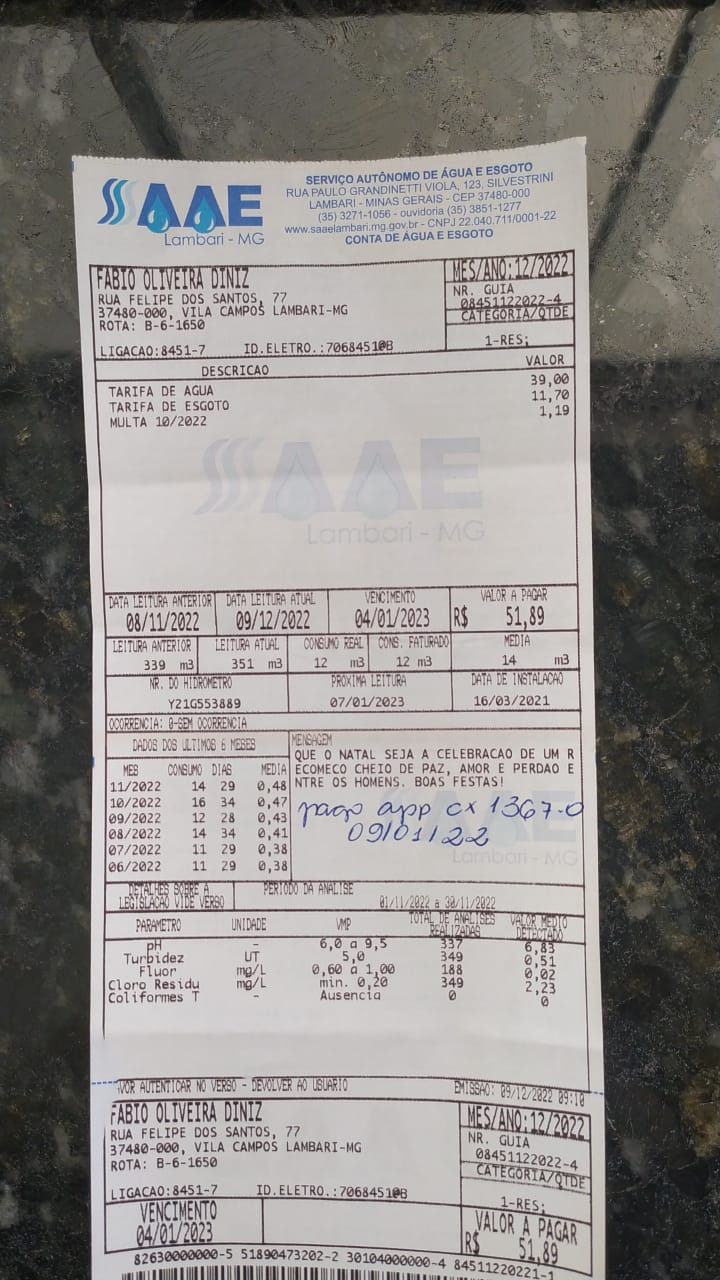 SAAE
Lambari - MG
SERVIÇO AUTÔNOMO DE ÁGUA E ESGOTO
RUA PAULO GRANDINETTI VIOLA, 123, SILVESTRINI
LAMBARI - MINAS GERAIS - CEP 37480-000
(35) 3271-1056 - ouvidoria (35) 3851-1277
www.saaelambari.mg.gov.br - CNPJ 22.040.711/0001-22
CONTA DE ÁGUA E ESGOTO
FABIO OLIVEIRA DINIZ
RUA FELIPE DOS SANTOS, 77
37480-000, VILA CAMPOS LAMBARI-MG
ROTA: B-6-1650
LIGACAO:8451-7 ID.ELETRO.:70684510B
MES/ANO:12/2022
NR. GUIA
08451122022-4
CATEGORIA/QTDE
1-RES;
DESCRICAO VALOR
TARIFA DE AGUA 39,00
TARIFA DE ESGOTO 11,70
MULTA 10/2022 1,19
SAAE
Lambari - MG
DATA LEITURA ANTERIOR DATA LEITURA ATUAL VENCIMENTO VALOR A PAGAR
08/11/2022 09/12/2022 04/01/2023 R$ 51,89
LEITURA ANTERIOR LEITURA ATUAL CONSUMO REAL CONS. FATURADO MEDIA
339 m3 351 m3 12 m3 12 m3 14 m3
NR. DO HIDROMETRO PROXIMA LEITURA DATA DE INSTALACAO
Y21G553889 07/01/2023 16/03/2021
OCORRENCIA: 0-SEM OCORRENCIA
DADOS DOS ULTIMOS 6 MESES
MES CONSUMO DIAS MEDIA
11/2022 14 29 0,48
10/2022 16 34 0,47
09/2022 12 28 0,43
08/2022 14 34 0,41
07/2022 11 29 0,38
06/2022 11 29 0,38
MENSAGEM
QUE O NATAL SEJA A CELEBRACAO DE UM R
ECOMECO CHEIO DE PAZ, AMOR E PERDAO E
NTRE OS HOMENS. BOAS FESTAS!
pago app cx 1367-0
09/01/22
AAE
Lambari - MG
DETALHES SOBRE A
LEGISLACAO VIDE VERSO
PERIODO DA ANALISE
01/11/2022 a 30/11/2022
PARAMETRO UNIDADE VMP TOTAL DE ANALISES REALIZADAS VALOR MEDIO DETECTADO
pH - 6,0 a 9,5 337 6,83
Turbidez UT 5,0 349 0,51
Fluor mg/L 0,60 a 1,00 188 0,02
Cloro Residu mg/L min. 0,20 349 2,23
Coliformes T - Ausencia 0 0
VOR AUTENTICAR NO VERSO - DEVOLVER AO USUARIO EMISSAO: 09/12/2022 09:10
FABIO OLIVEIRA DINIZ
RUA FELIPE DOS SANTOS, 77
37480-000, VILA CAMPOS LAMBARI-MG
ROTA: B-6-1650
LIGACAO:8451-7 ID.ELETRO.:70684510B
MES/ANO:12/2022
NR. GUIA
08451122022-4
CATEGORIA/QTDE
1-RES;
VENCIMENTO
04/01/2023
VALOR A PAGAR
R$ 51,89
82630000000-5 51890473202-2 30104000000-4 84511220221-1